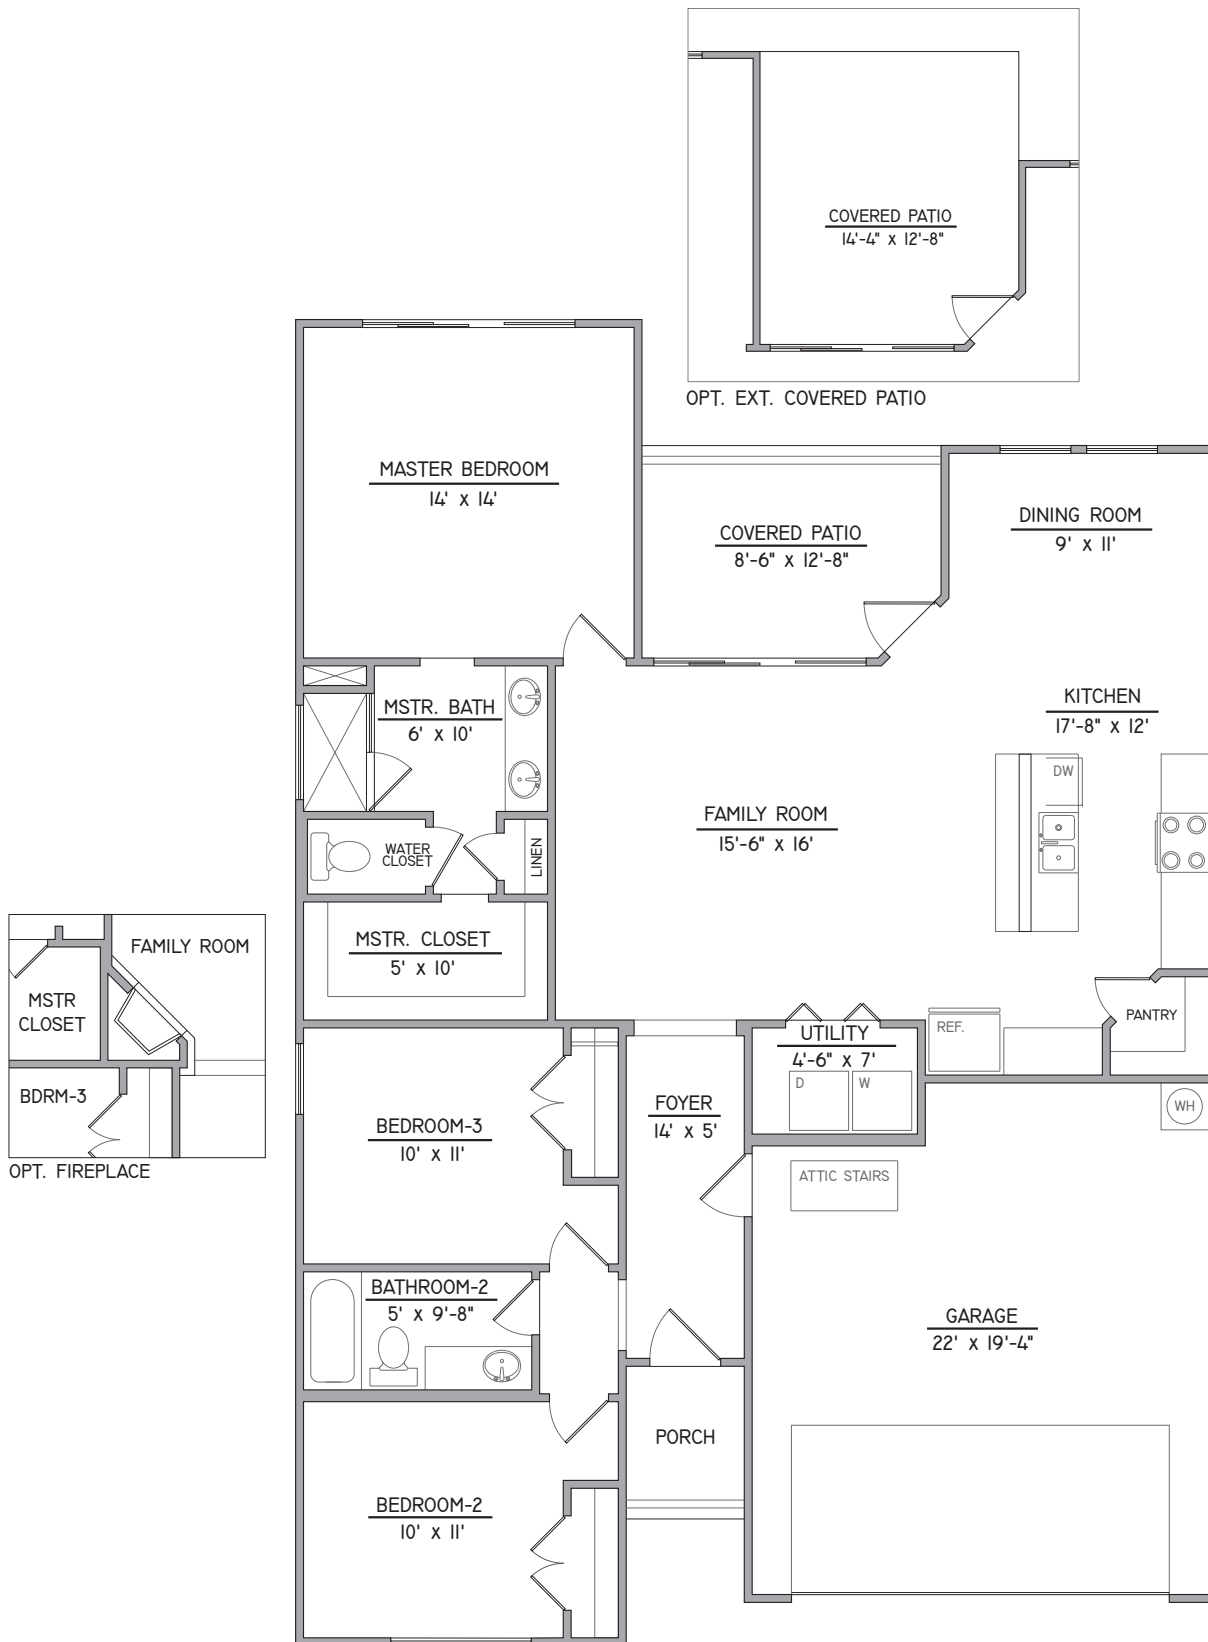 COVERED PATIO
14'-4" X 12'-8"
OPT. EXT. COVERED PATIO
MASTER BEDROOM
14' X 14'
COVERED PATIO
8'-6" X 12'-8"
DINING ROOM
9' X 11'
MSTR. BATH
6' X 10'
KITCHEN
17'-8" X 12'
DW
FAMILY ROOM
15'-6" X 16'
WATER
CLOSET
LINEN
MSTR. CLOSET
5' X 10'
FAMILY ROOM
MSTR
CLOSET
BDRM-3
OPT. FIREPLACE
PANTRY
REF.
UTILITY
4'-6" X 7'
D
W
WH
FOYER
14' X 5'
BEDROOM-3
10' X 11'
ATTIC STAIRS
BATHROOM-2
5' X 9'-8"
GARAGE
22' X 19'-4"
PORCH
BEDROOM-2
10' X 11'